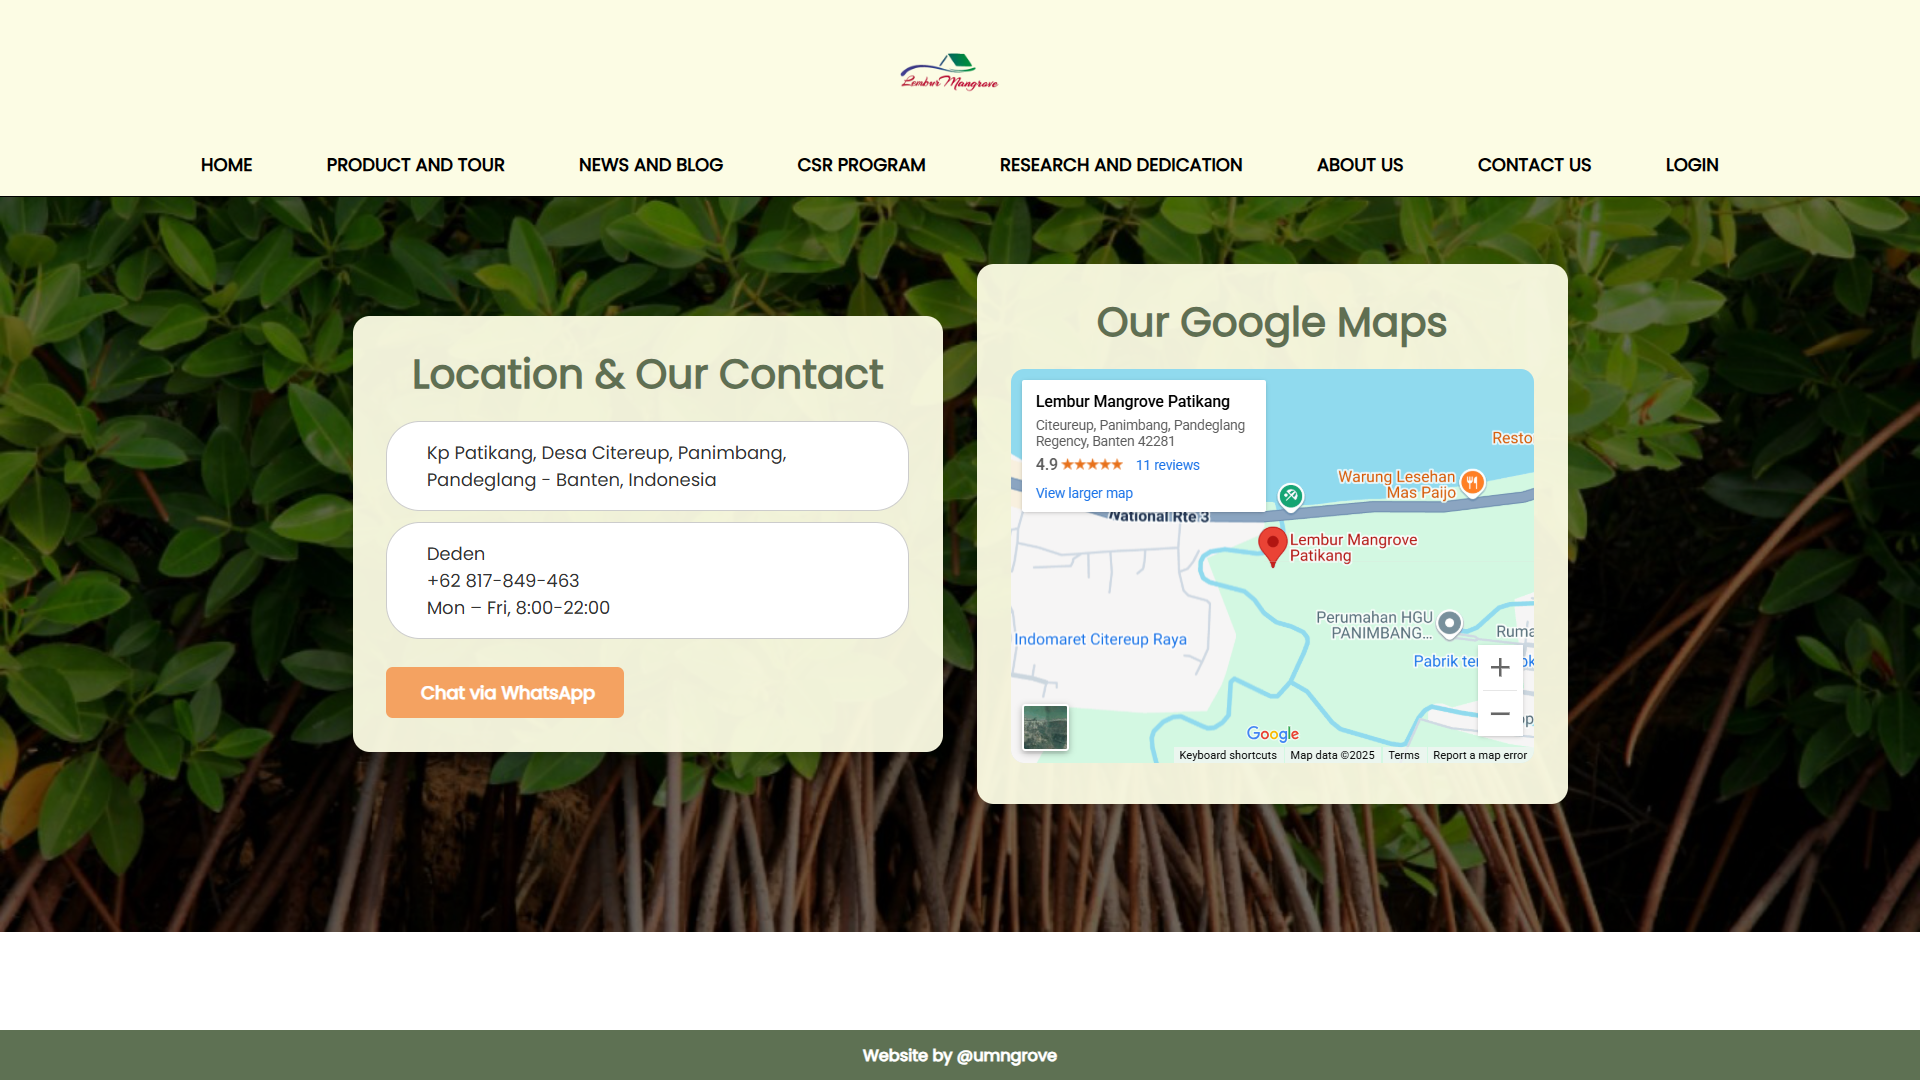 Lembur Mangrove
HOME
PRODUCT AND TOUR
NEWS AND BLOG
CSR PROGRAM
RESEARCH AND DEDICATION
ABOUT US
CONTACT US
LOGIN
Location & Our Contact
Kp Patikang, Desa Citereup, Panimbang,
Pandeglang - Banten, Indonesia
Deden
+62 817-849-463
Mon – Fri, 8:00-22:00
Chat via WhatsApp
Our Google Maps
Lembur Mangrove Patikang
Citeureup, Panimbang, Pandeglang
Regency, Banten 42281
4.9 ★★★★★ 11 reviews
View larger map
Resto
Warung Lesehan
Mas Paijo
National Rte 3
Lembur Mangrove
Patikang
Perumahan HGU
PANIMBANG...
Ruma
Indomaret Citereup Raya
Pabrik
Google
Keyboard shortcuts
Map data ©2025
Terms
Report a map error
Website by @umngrove